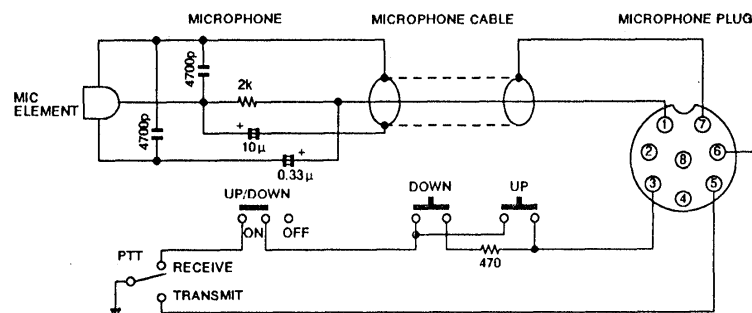 MICROPHONE
MICROPHONE CABLE
MICROPHONE PLUG
4700p
2k
MIC
ELEMENT
4700p
+
10µ
+
0.33µ
1
7
2
8
6
3
4
5
UP/DOWN
ON
OFF
DOWN
UP
470
PTT
RECEIVE
TRANSMIT